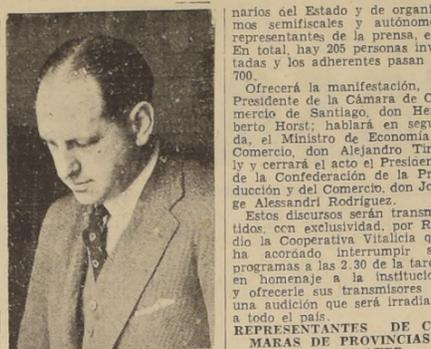 narios del Estado y de organi
mos semifiscales y autónom
representantes de la prensa, e
En total, hay 205 personas inv
tadas y los adherentes pasan
700.
Ofrecerá la manifestación,
Presidente de la Cámara de C
mercio de Santiago, don He
berto Horst; hablará en segu
da, el Ministro de Economía
Comercio, don Alejandro Tin
ly y cerrará el acto el Presiden
de la Confederación de la Pr
ducción y del Comercio, don Jo
ge Alessandri Rodríguez.
Estos discursos serán transm
tidos, con exclusividad, por R
dio la Cooperativa Vitalicia q
ha acordado interrumpir s
programas a las 2.30 de la tar
en homenaje a la institució
y ofrecerle sus transmisores
una audición que será irradia
a todo el país.
REPRESENTANTES DE C
MARAS DE PROVINCIAS